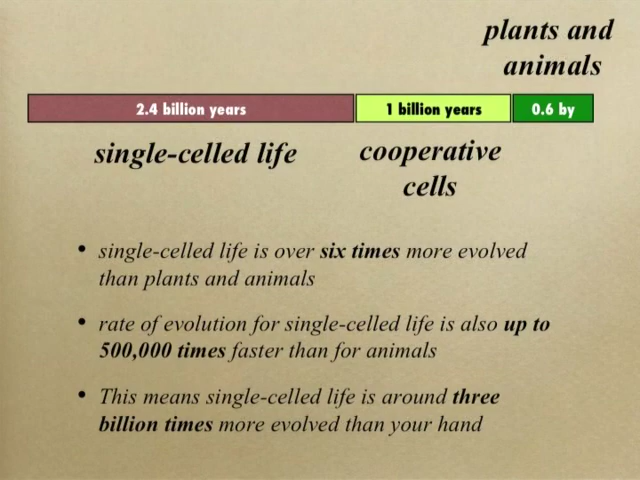 plants and
animals
2.4 billion years
1 billion years
0.6 by
single-celled life
cooperative
cells
• single-celled life is over six times more evolved
than plants and animals
• rate of evolution for single-celled life is also up to
500,000 times faster than for animals
• This means single-celled life is around three
billion times more evolved than your hand